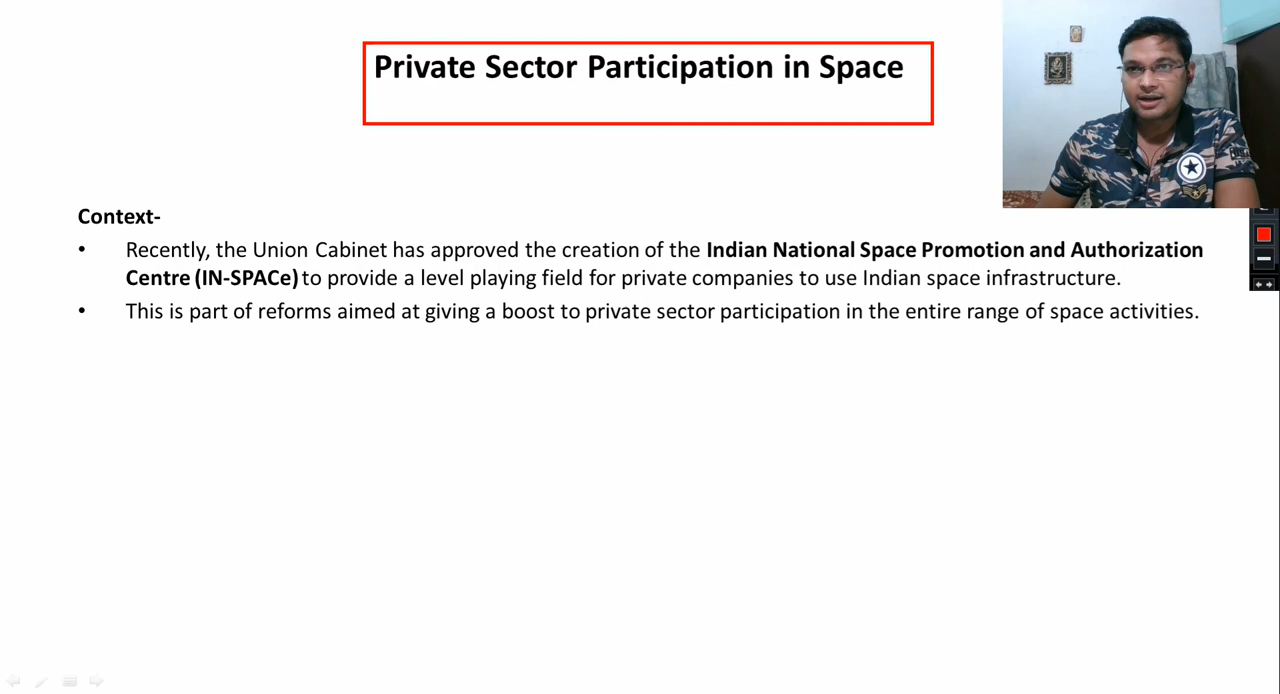 Private Sector Participation in Space
Context-
• Recently, the Union Cabinet has approved the creation of the Indian National Space Promotion and Authorization
Centre (IN-SPACe) to provide a level playing field for private companies to use Indian space infrastructure.
• This is part of reforms aimed at giving a boost to private sector participation in the entire range of space activities.